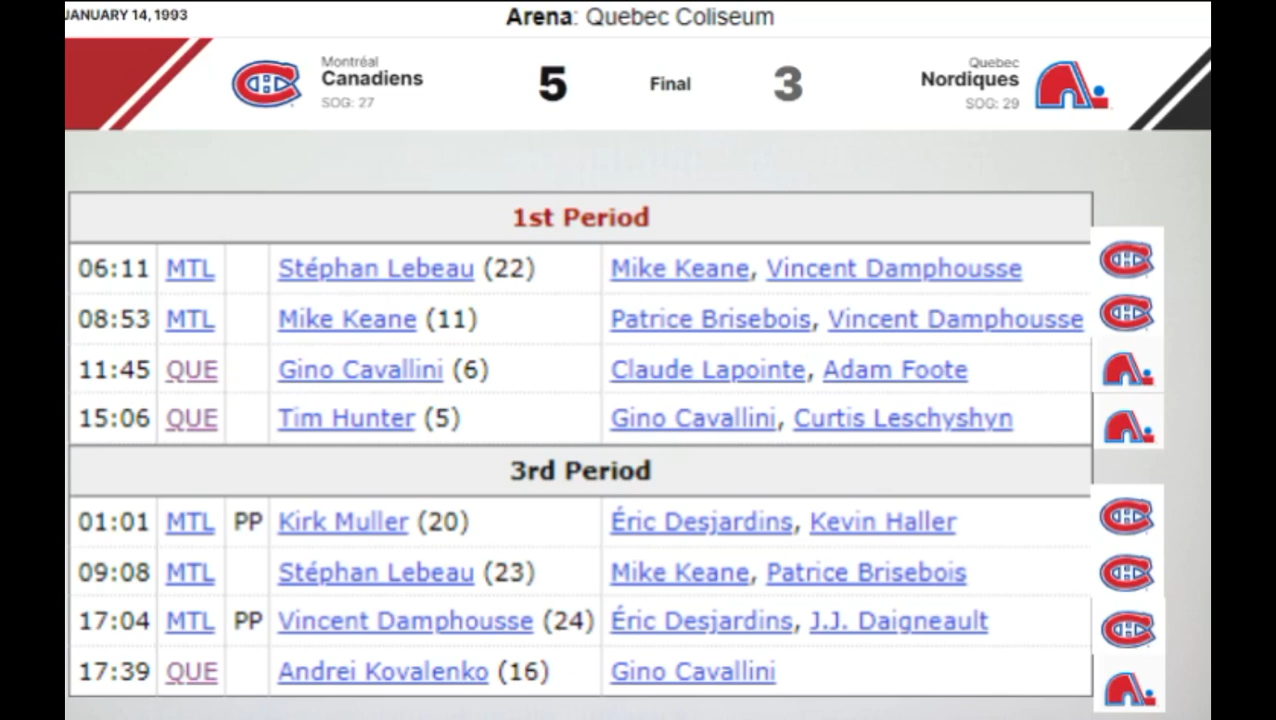 JANUARY 14, 1993
Arena: Quebec Coliseum
Montréal
Canadiens
SOG: 27
5
Final
3
Quebec
Nordiques
SOG: 29
1st Period
06:11 MTL Stéphan Lebeau (22) Mike Keane, Vincent Damphousse
08:53 MTL Mike Keane (11) Patrice Brisebois, Vincent Damphousse
11:45 QUE Gino Cavallini (6) Claude Lapointe, Adam Foote
15:06 QUE Tim Hunter (5) Gino Cavallini, Curtis Leschyshyn
3rd Period
01:01 MTL PP Kirk Muller (20) Éric Desjardins, Kevin Haller
09:08 MTL Stéphan Lebeau (23) Mike Keane, Patrice Brisebois
17:04 MTL PP Vincent Damphousse (24) Éric Desjardins, J.J. Daigneault
17:39 QUE Andrei Kovalenko (16) Gino Cavallini